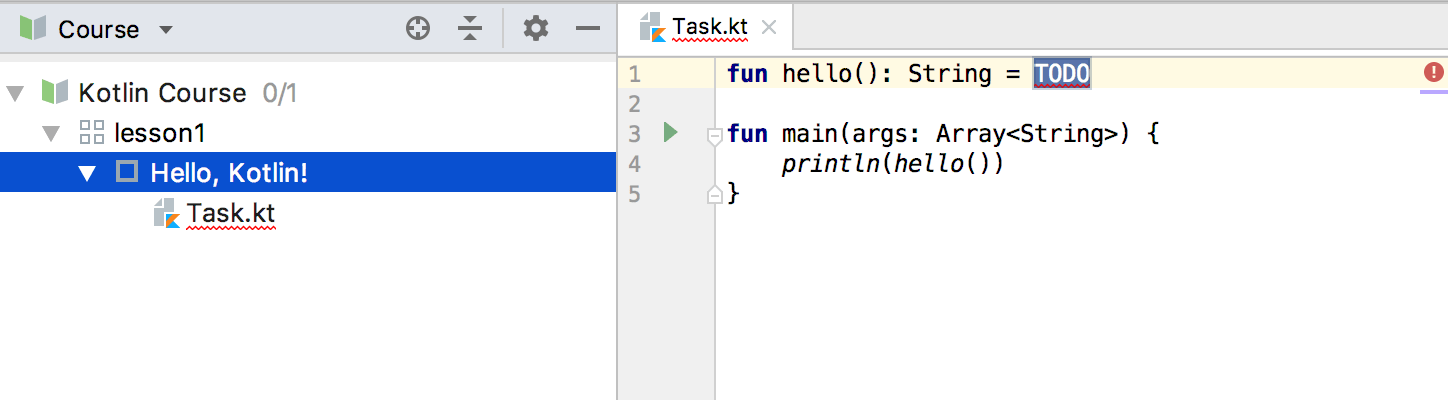 Course
Kotlin Course 0/1
lesson1
Hello, Kotlin!
Task.kt
Task.kt
1 fun hello(): String = TODO
2
3 fun main(args: Array<String>) {
4     println(hello())
5 }